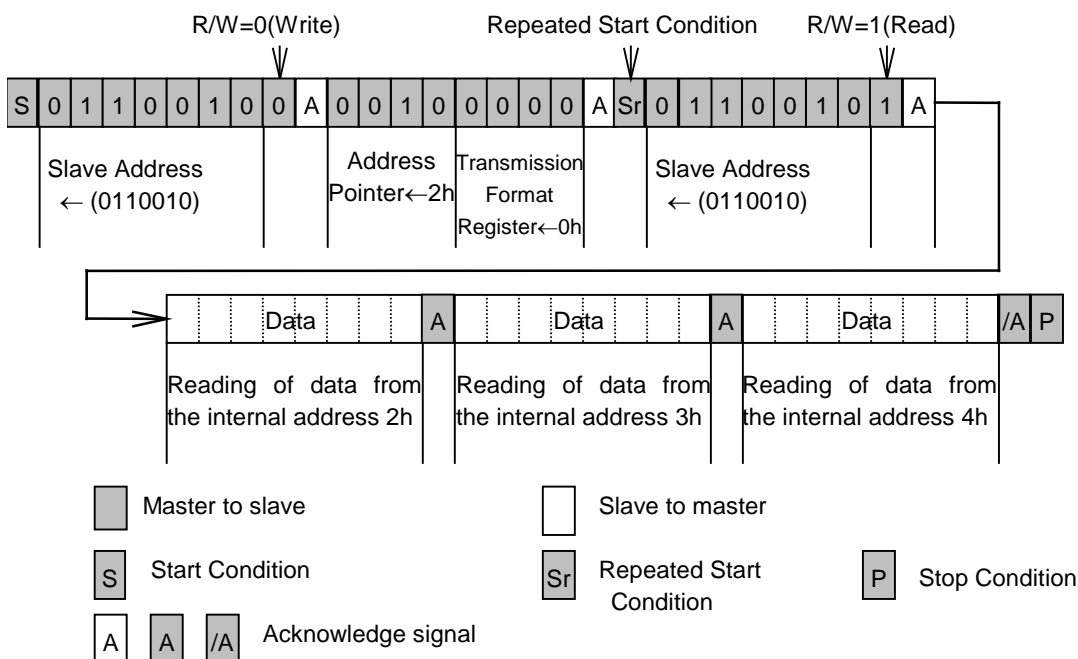 R/W=0(Write) Repeated Start Condition R/W=1(Read)
S 0 1 1 0 0 1 0 0 A 0 0 1 0 0 0 0 0 A Sr 0 1 1 0 0 1 0 1 A
Slave Address
← (0110010)
Address
Pointer←2h
Transmission
Format
Register←0h
Slave Address
← (0110010)
Data A Data A Data /A P
Reading of data from
the internal address 2h
Reading of data from
the internal address 3h
Reading of data from
the internal address 4h
Master to slave
Slave to master
S Start Condition
Sr Repeated Start
Condition
P Stop Condition
A A /A Acknowledge signal